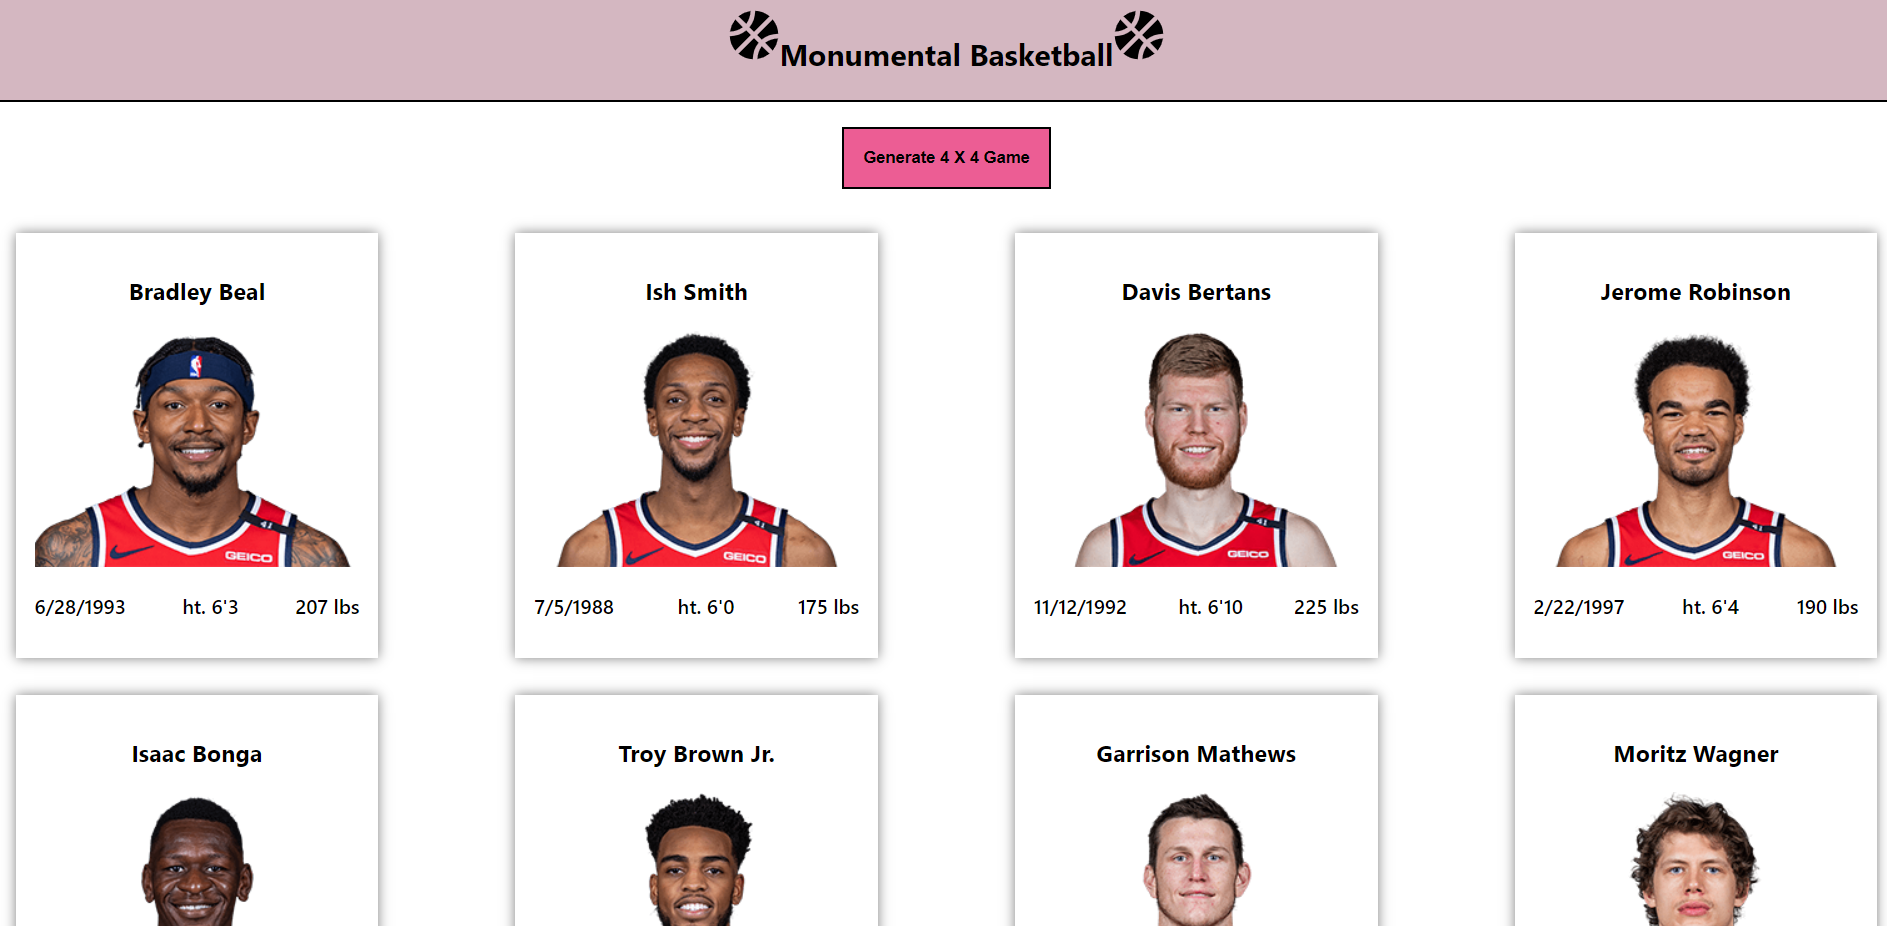 Monumental Basketball
Generate 4 X 4 Game
Bradley Beal
Ish Smith
Davis Bertans
Jerome Robinson
GEICO
GEICO
GEICO
GEICO
6/28/1993 ht. 6'3 207 lbs
7/5/1988 ht. 6'0 175 lbs
11/12/1992 ht. 6'10 225 lbs
2/22/1997 ht. 6'4 190 lbs
Isaac Bonga
Troy Brown Jr.
Garrison Mathews
Moritz Wagner